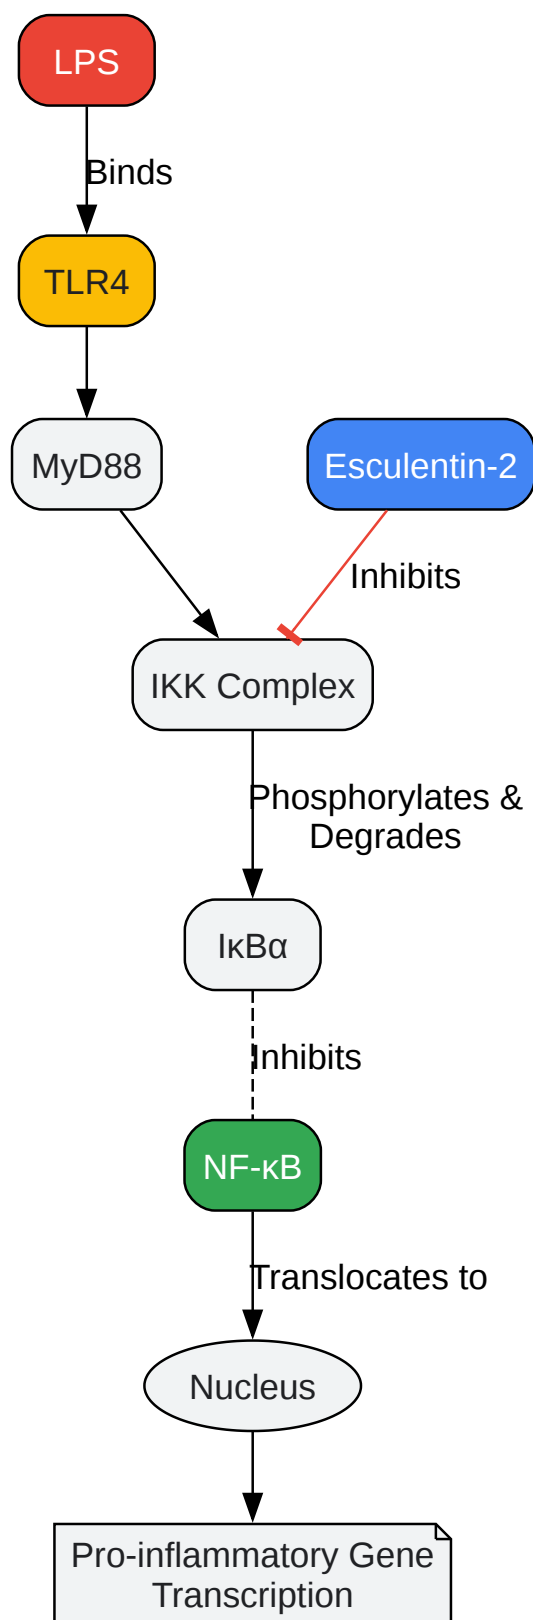 LPS
Binds
TLR4
MyD88
Esculentin-2
Inhibits
IKK Complex
Phosphorylates &
Degrades
IκBα
Inhibits
NF-κB
Translocates to
Nucleus
Pro-inflammatory Gene
Transcription